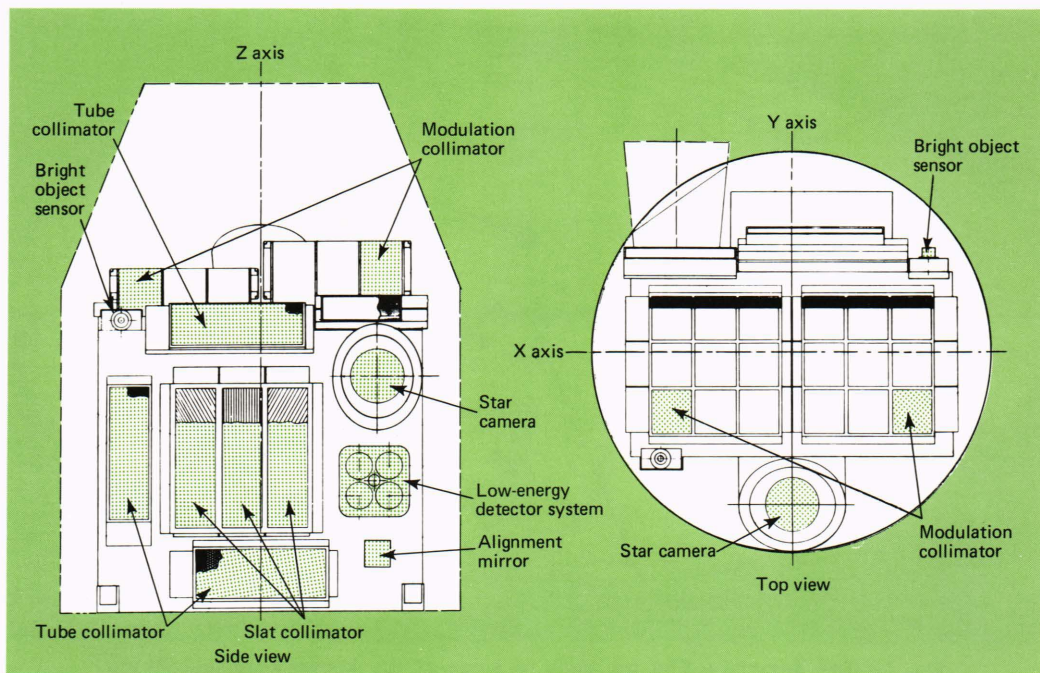 Z axis
Tube
collimator
Modulation
collimator
Bright
object
sensor
Star
camera
Low-energy
detector system
Alignment
mirror
Tube collimator
Slat collimator
Side view
Y axis
Bright object
sensor
X axis
Star camera
Modulation
collimator
Top view